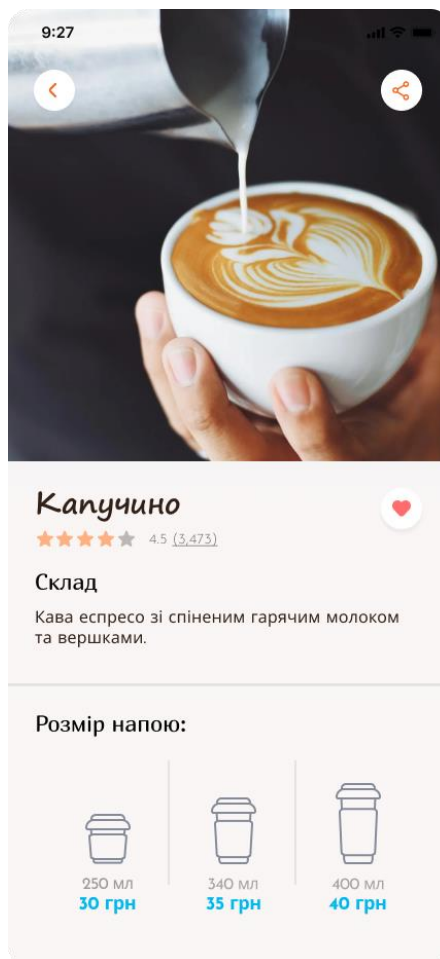 9:27
Капучино
4.5 (3,473)
Склад
Кава еспресо зі спіненим гарячим молоком
та вершками.
Розмір напою:
250 мл 340 мл 400 мл
30 грн 35 грн 40 грн